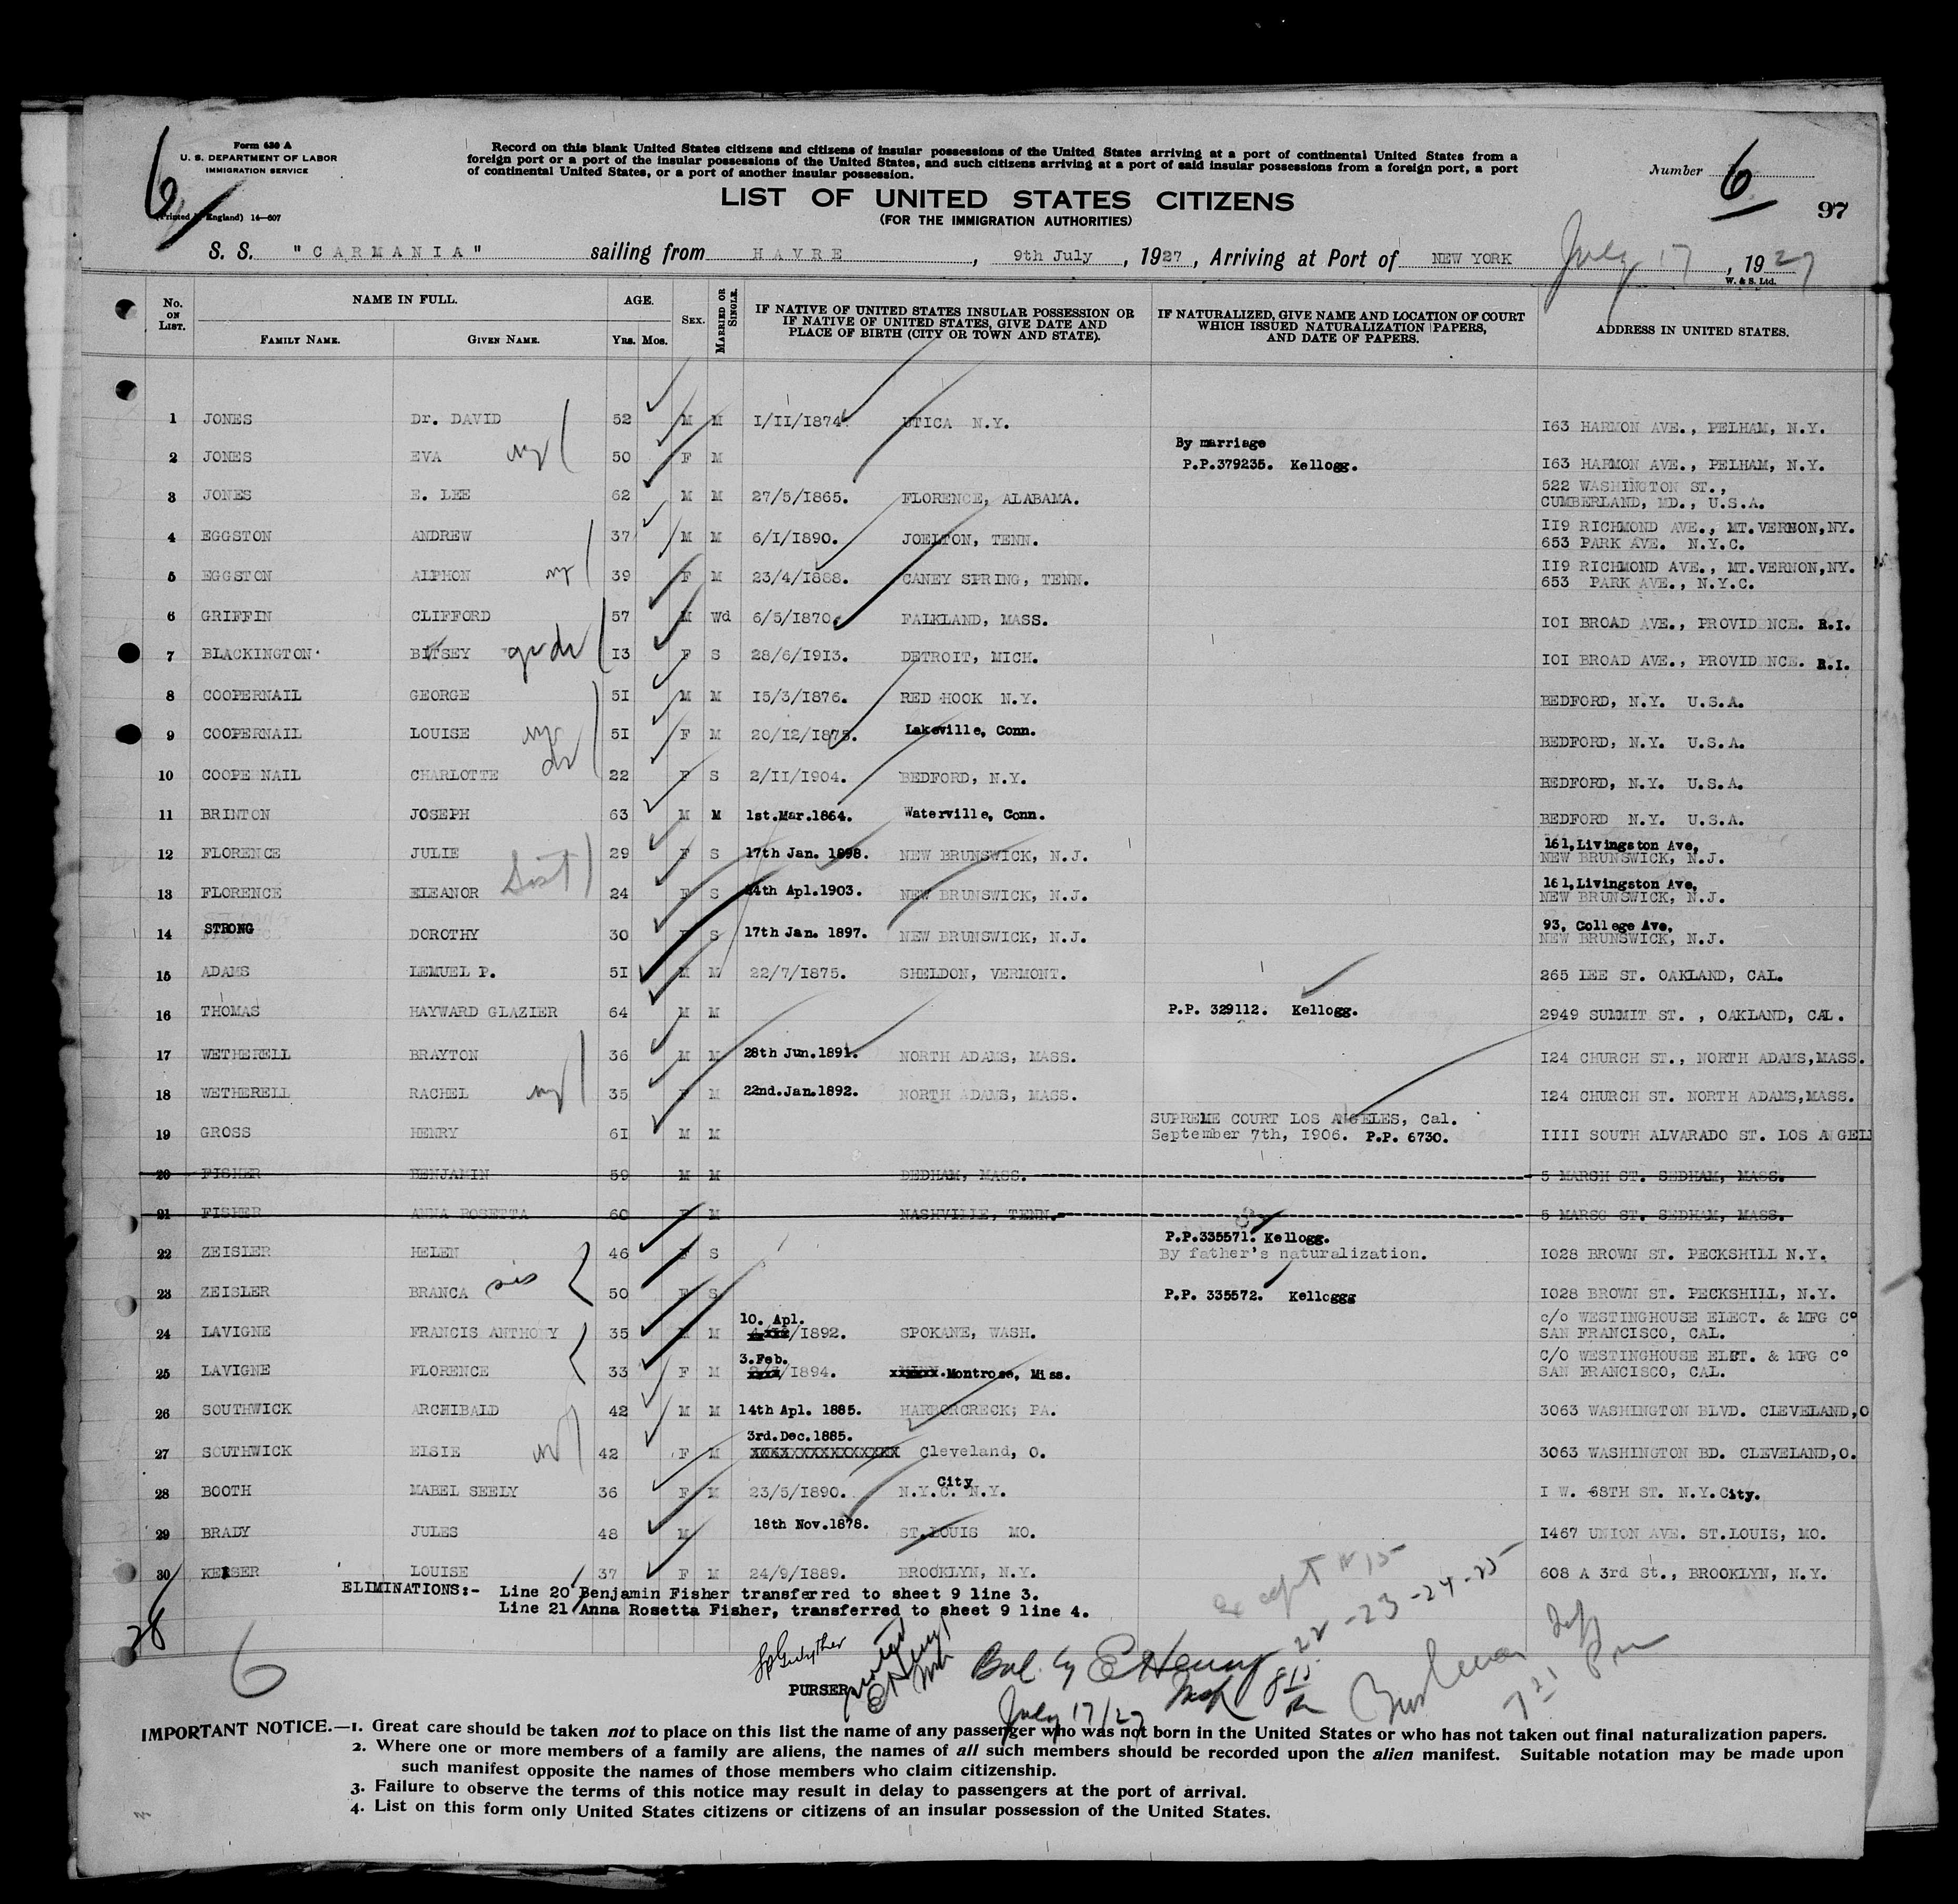 Form 630 A
U. S. DEPARTMENT OF LABOR
IMMIGRATION SERVICE
(Printed England) 14—607
6
Record on this blank United States citizens and citizens of insular possessions of the United States arriving at a port of continental United States from a
foreign port or a port of the insular possessions of the United States, and such citizens arriving at a port of said insular possessions from a foreign port, a port
of continental United States, or a port of another insular possession.
Number 6
97
LIST OF UNITED STATES CITIZENS
(FOR THE IMMIGRATION AUTHORITIES)
S. S. "CARMANIA" sailing from HAVRE, 9th July, 1927, Arriving at Port of NEW YORK July 17, 1927
W. & S. Ltd.
No. ON LIST. NAME IN FULL. AGE. SEX. MARRIED OR SINGLE. IF NATIVE OF UNITED STATES INSULAR POSSESSION OR IF NATIVE OF UNITED STATES, GIVE DATE AND PLACE OF BIRTH (CITY OR TOWN AND STATE). IF NATURALIZED, GIVE NAME AND LOCATION OF COURT WHICH ISSUED NATURALIZATION PAPERS, AND DATE OF PAPERS. ADDRESS IN UNITED STATES.
FAMILY NAME. GIVEN NAME. Yrs. Mos.
1 JONES Dr. DAVID 52 M M I/II/1874. UTICA N.Y. I63 HARMON AVE., PELHAM, N.Y.
2 JONES EVA 50 F M By marriage P.P.379235. Kellogg. I63 HARMON AVE., PELHAM, N.Y.
3 JONES E. LEE 62 M M 27/5/1865. FLORENCE, ALABAMA. 522 WASHINGTON ST., CUMBERLAND, MD., U.S.A.
4 EGGSTON ANDREW 37 M M 6/I/1890. JOELTON, TENN. II9 RICHMOND AVE., MT.VERNON,NY. 653 PARK AVE. N.Y.C.
5 EGGSTON ALPHON 39 F M 23/4/1888. CANEY SPRING, TENN. II9 RICHMOND AVE., MT.VERNON,NY. 653 PARK AVE., N.Y.C.
6 GRIFFIN CLIFFORD 57 M Wd 6/5/1870. FALKLAND, MASS. IOI BROAD AVE., PROVIDENCE. R.I.
7 BLACKINGTON BITSEY 13 F S 28/6/1913. DETROIT, MICH. IOI BROAD AVE., PROVIDENCE. R.I.
8 COOPERNAIL GEORGE 5I M M 15/3/1876. RED HOOK N.Y. BEDFORD, N.Y. U.S.A.
9 COOPERNAIL LOUISE 5I F M 20/12/1875. Lakeville, Conn. BEDFORD, N.Y. U.S.A.
10 COOPERNAIL CHARLOTTE 22 F S 2/II/1904. BEDFORD, N.Y. BEDFORD, N.Y. U.S.A.
11 BRINTON JOSEPH 63 M M 1st.Mar.1864. Waterville, Conn. BEDFORD N.Y. U.S.A.
12 FLORENCE JULIE 29 F S 17th Jan. 1898. NEW BRUNSWICK, N.J. 161,Livingston Ave, NEW BRUNSWICK, N.J.
13 FLORENCE ELEANOR 24 F S 24th Apl.1903. NEW BRUNSWICK, N.J. 161,Livingston Ave, NEW BRUNSWICK, N.J.
14 STRONG DOROTHY 30 F S 17th Jan. 1897. NEW BRUNSWICK, N.J. 93, College Ave, NEW BRUNSWICK, N.J.
15 ADAMS LEMUEL P. 5I M M 22/7/1875. SHELDON, VERMONT. 265 LEE ST. OAKLAND, CAL.
16 THOMAS HAYWARD GLAZIER 64 M M P.P. 329112. Kellogg. 2949 SUMMIT ST. , OAKLAND, CAL.
17 WETHERELL BRAYTON 36 M M 28th Jun.1891. NORTH ADAMS, MASS. I24 CHURCH ST., NORTH ADAMS,MASS.
18 WETHERELL RACHEL 35 F M 22nd.Jan.1892. NORTH ADAMS, MASS. I24 CHURCH ST. NORTH ADAMS,MASS.
19 GROSS HENRY 6I M M SUPREME COURT LOS ANGELES, Cal. September 7th, 1906. P.P. 6730. IIII SOUTH ALVARADO ST. LOS ANGEL
20 FISHER BENJAMIN 59 M M DEDHAM, MASS. 5 MARSH ST. SEDHAM, MASS.
21 FISHER ANNA ROSETTA 60 F M NASHVILLE, TENN. 5 MARSG ST. SEDHAM, MASS.
22 ZEISLER HELEN 46 F S P.P.335571. Kellogg. By father's naturalization. IO28 BROWN ST. PECKSHILL N.Y.
23 ZEISLER BRANCA sis 50 F S P.P. 335572. Kelloggg IO28 BROWN ST. PECKSHILL, N.Y.
24 LAVIGNE FRANCIS ANTHONY 35 M M 10. Apl. /1892. SPOKANE, WASH. c/o WESTINGHOUSE ELECT. & MFG Co SAN FRANCISCO, CAL.
25 LAVIGNE FLORENCE 33 F M 3.Feb. /1894. Montrose, Miss. C/O WESTINGHOUSE ELECT. & MFG Co SAN FRANCISCO, CAL.
26 SOUTHWICK ARCHIBALD 42 M M 14th Apl. 1885. HARBORCRECK; PA. 3063 WASHINGTON BLVD. CLEVELAND,O
27 SOUTHWICK ELSIE 42 F M 3rd.Dec.1885. XXXXXXXXXXXXXXXXX Cleveland, O. 3063 WASHINGTON BD. CLEVELAND,O.
28 BOOTH MABEL SEELY 36 F M 23/5/1890. N.Y.C. City N.Y. I W. 68TH ST. N.Y.City.
29 BRADY JULES 48 M 18th Nov.1878. ST.LOUIS MO. I467 UNION AVE. ST.LOUIS, MO.
30 KEISER LOUISE 37 F M 24/9/1889. BROOKLYN, N.Y. 608 A 3rd St., BROOKLYN, N.Y.
ELIMINATIONS:- Line 20 Benjamin Fisher transferred to sheet 9 line 3.
Line 21 Anna Rosetta Fisher, transferred to sheet 9 line 4.
28
6
except # 15
22-23-24-25
PURSER
July 17/27
IMPORTANT NOTICE.—1. Great care should be taken not to place on this list the name of any passenger who was not born in the United States or who has not taken out final naturalization papers.
2. Where one or more members of a family are aliens, the names of all such members should be recorded upon the alien manifest. Suitable notation may be made upon
such manifest opposite the names of those members who claim citizenship.
3. Failure to observe the terms of this notice may result in delay to passengers at the port of arrival.
4. List on this form only United States citizens or citizens of an insular possession of the United States.